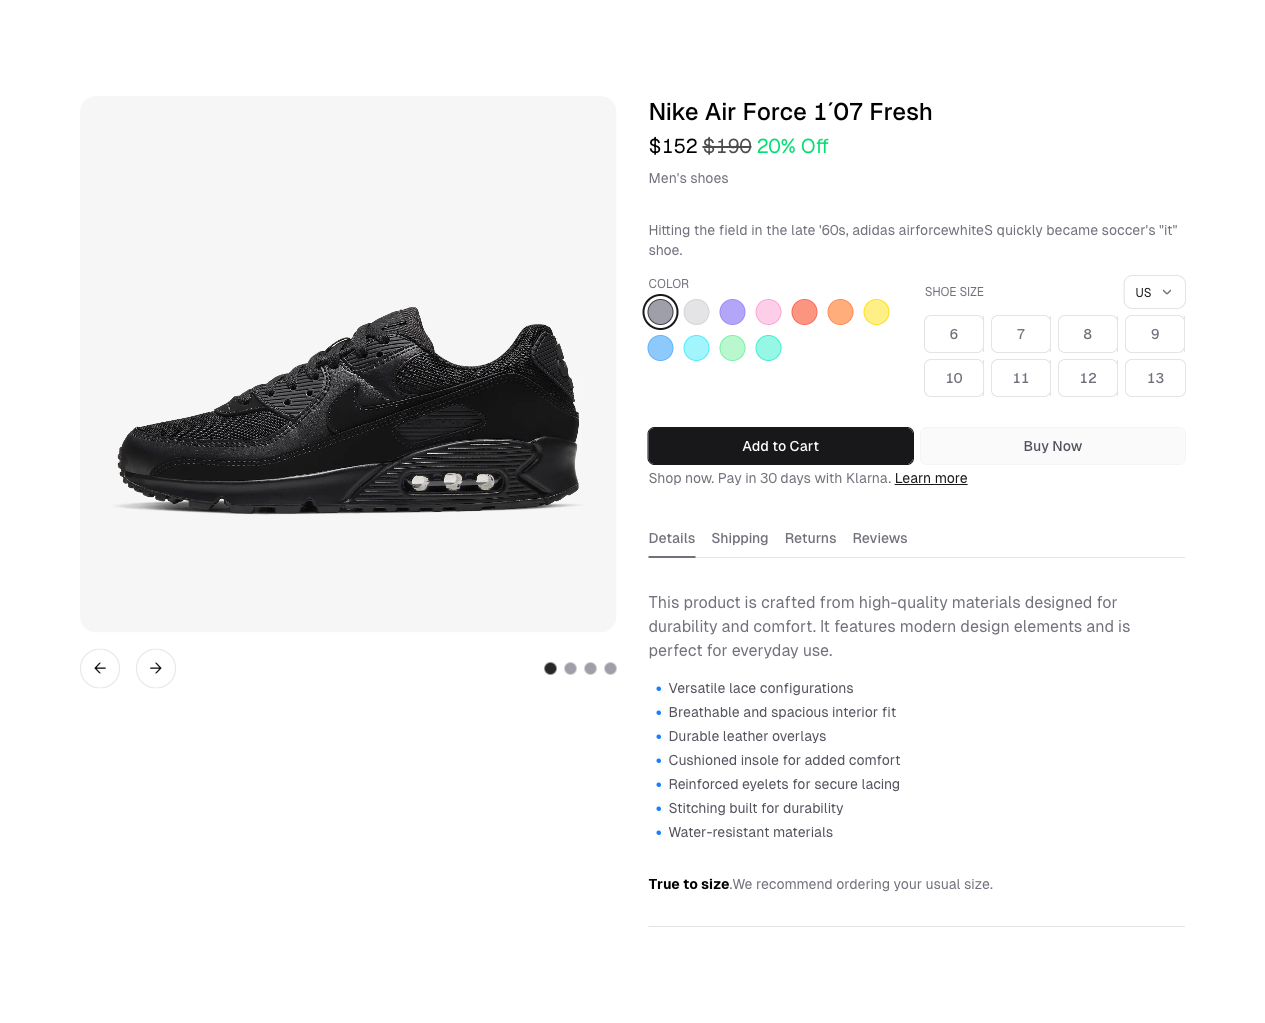 Nike Air Force 1´07 Fresh
$152 $190 20% Off
Men's shoes
Hitting the field in the late '60s, adidas airforcewhiteS quickly became soccer's "it"
shoe.
COLOR
SHOE SIZE
US
6 7 8 9
10 11 12 13
Add to Cart
Buy Now
Shop now. Pay in 30 days with Klarna. Learn more
Details Shipping Returns Reviews
This product is crafted from high-quality materials designed for
durability and comfort. It features modern design elements and is
perfect for everyday use.
• Versatile lace configurations
• Breathable and spacious interior fit
• Durable leather overlays
• Cushioned insole for added comfort
• Reinforced eyelets for secure lacing
• Stitching built for durability
• Water-resistant materials
True to size.We recommend ordering your usual size.